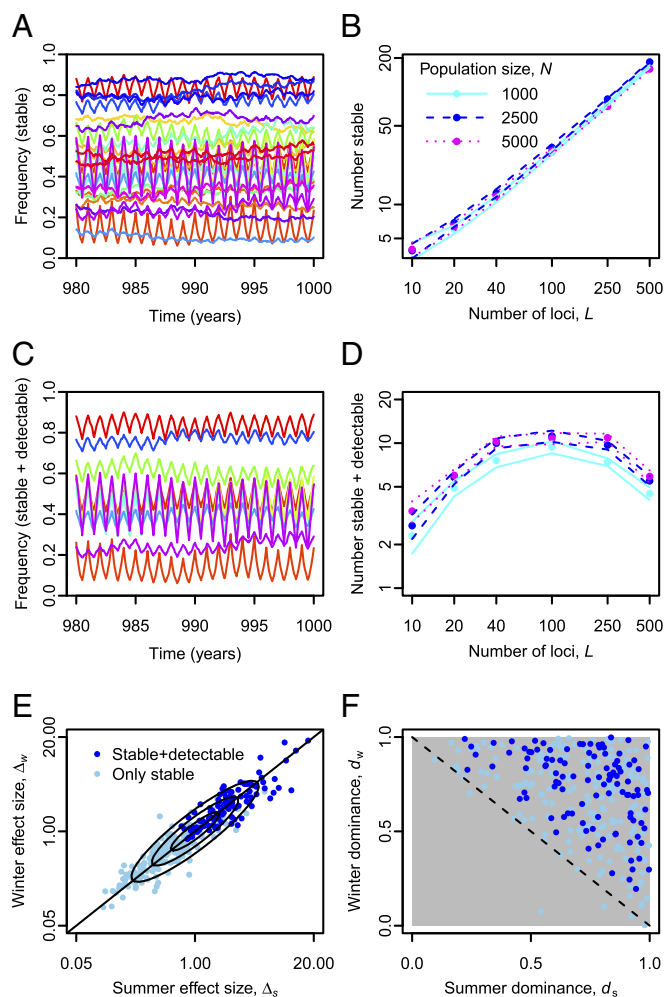 A
Frequency (stable)
1.0
0.8
0.6
0.4
0.2
0.0
980 985 990 995 1000
Time (years)
B
Number stable
200
50
10
5
Population size, N
1000
2500
5000
10 20 40 100 250 500
Number of loci, L
C
Frequency (stable + detectable)
1.0
0.8
0.6
0.4
0.2
0.0
980 985 990 995 1000
Time (years)
D
Number stable + detectable
20
10
5
2
1
10 20 40 100 250 500
Number of loci, L
E
Winter effect size, Δw
20.00
1.00
0.05
Stable+detectable
Only stable
0.05 1.00 20.00
Summer effect size, Δs
F
Winter dominance, dw
1.0
0.5
0.0
0.0 0.5 1.0
Summer dominance, ds